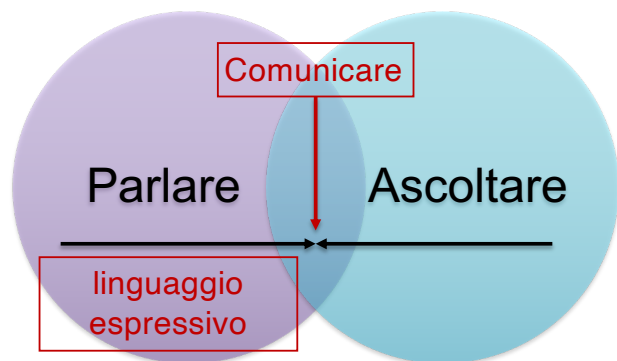 Comunicare
Parlare
Ascoltare
linguaggio
espressivo